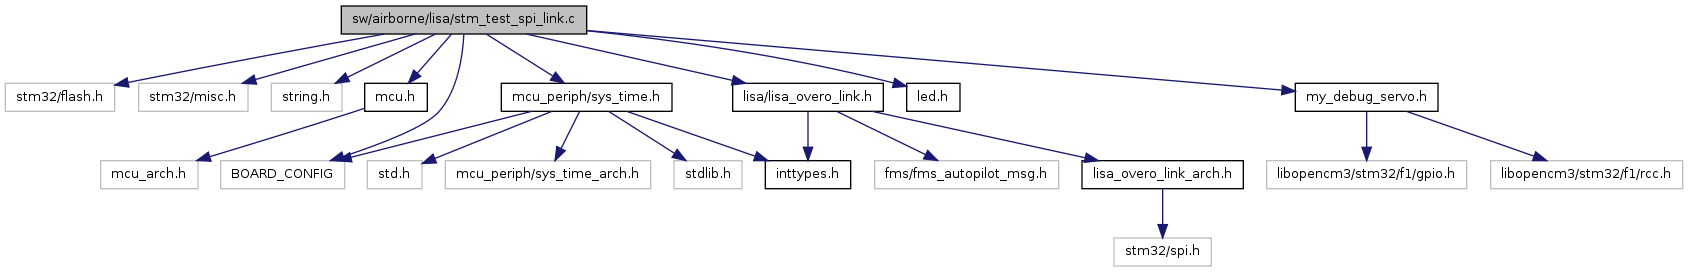 sw/airborne/lisa/stm_test_spi_link.c
stm32/flash.h
stm32/misc.h
string.h
mcu.h
mcu_periph/sys_time.h
lisa/lisa_overo_link.h
led.h
my_debug_servo.h
mcu_arch.h
BOARD_CONFIG
std.h
mcu_periph/sys_time_arch.h
stdlib.h
inttypes.h
fms/fms_autopilot_msg.h
lisa_overo_link_arch.h
libopencm3/stm32/f1/gpio.h
libopencm3/stm32/f1/rcc.h
stm32/spi.h